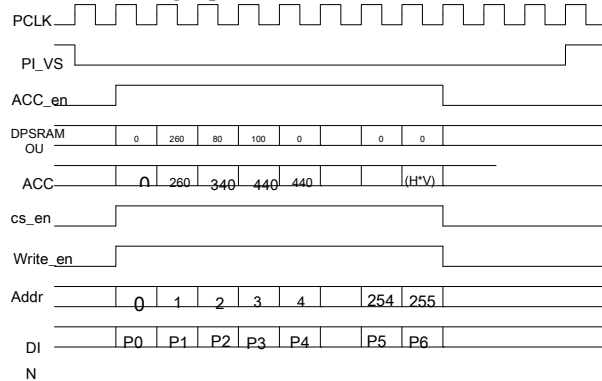 PCLK
PI_VS
ACC_en
DPSRAM 0 260 80 100 0 0 0
OU
ACC 0 260 340 440 440 (H*V)
cs_en
Write_en
Addr 0 1 2 3 4 254 255
DI P0 P1 P2 P3 P4 P5 P6
N